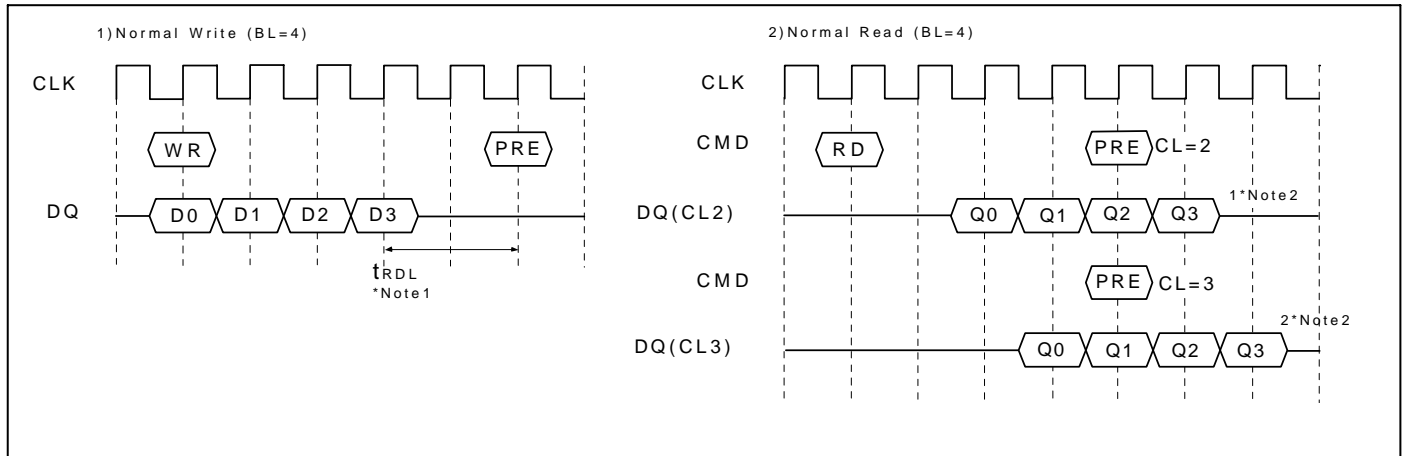 1)Normal Write (BL=4)
CLK
WR
PRE
DQ
D0 D1 D2 D3
tRDL
*Note1
2)Normal Read (BL=4)
CLK
CMD
RD
PRE CL=2
DQ(CL2)
Q0 Q1 Q2 Q3
1*Note2
CMD
PRE CL=3
DQ(CL3)
Q0 Q1 Q2 Q3
2*Note2